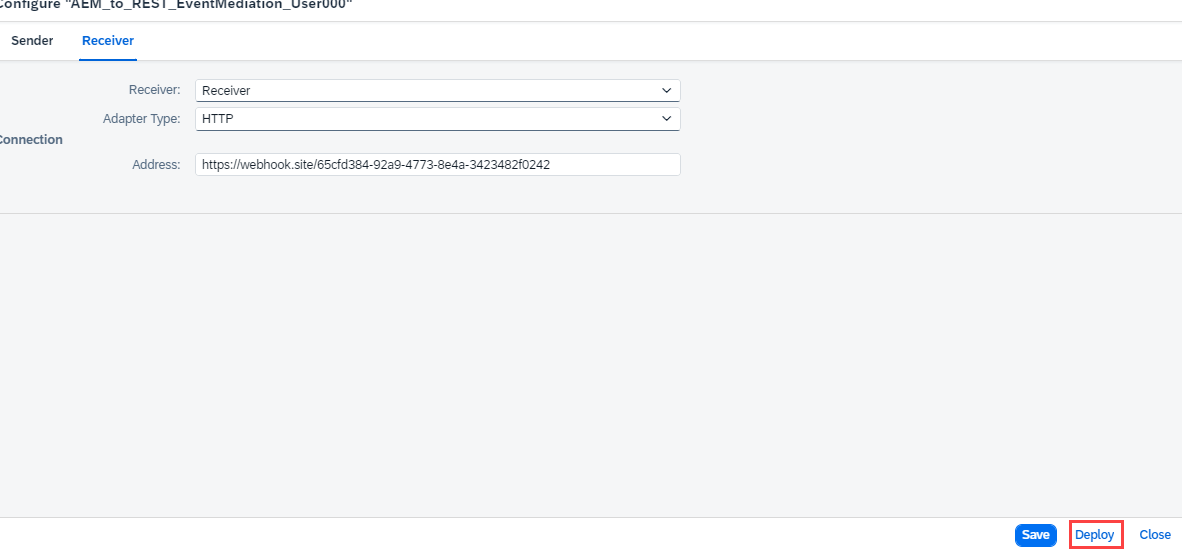 Configure "AEM_to_REST_EventMediation_User000"
Sender Receiver
Receiver: Receiver
Adapter Type: HTTP
Connection
Address: https://webhook.site/65cfd384-92a9-4773-8e4a-3423482f0242
Save Deploy Close